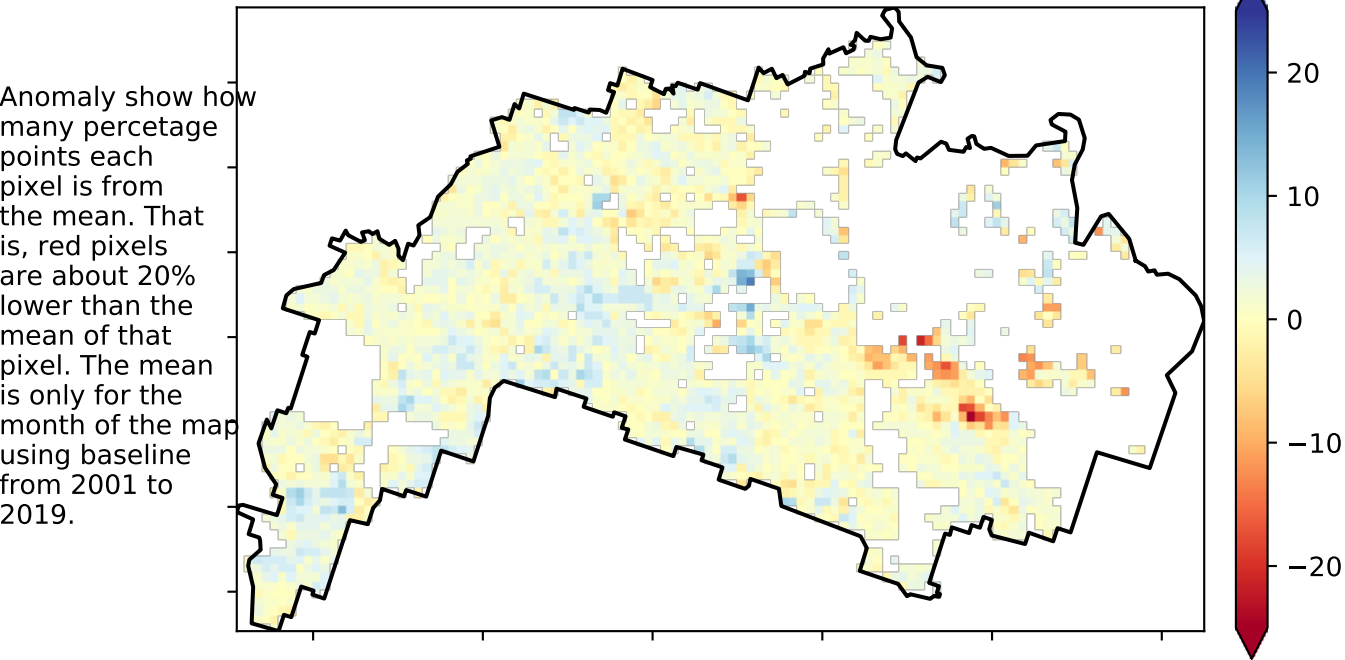 Anomaly show how
many percetage
points each
pixel is from
the mean. That
is, red pixels
are about 20%
lower than the
mean of that
pixel. The mean
is only for the
month of the map
using baseline
from 2001 to
2019.
20
10
0
−10
−20